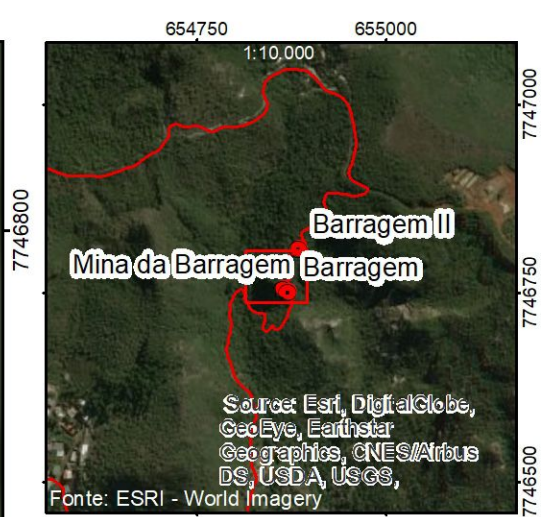 654750 655000
1:10,000
7747000
7746800
Barragem II
Mina da Barragem Barragem
7746750
Source: Esri, DigitalGlobe,
GeoEye, Earthstar
Geographics, CNES/Airbus
DS, USDA, USGS,
7746500
Fonte: ESRI - World Imagery